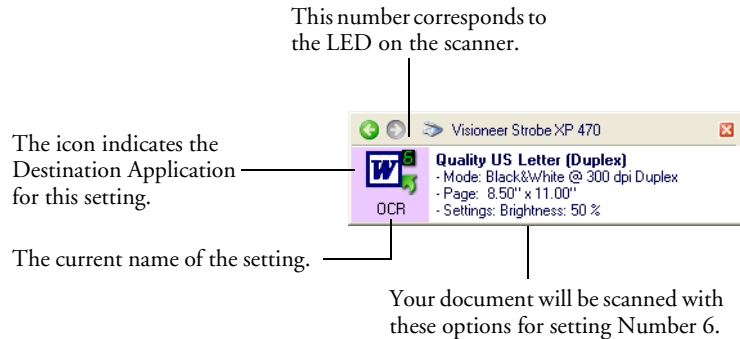 This number corresponds to
the LED on the scanner.
The icon indicates the
Destination Application
for this setting.
Visioneer Strobe XP 470
W
6
OCR
Quality US Letter (Duplex)
- Mode: Black&White @ 300 dpi Duplex
- Page: 8.50'' x 11.00''
- Settings: Brightness: 50 %
The current name of the setting.
Your document will be scanned with
these options for setting Number 6.